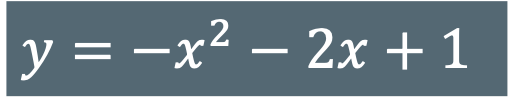 y = −x² − 2x + 1